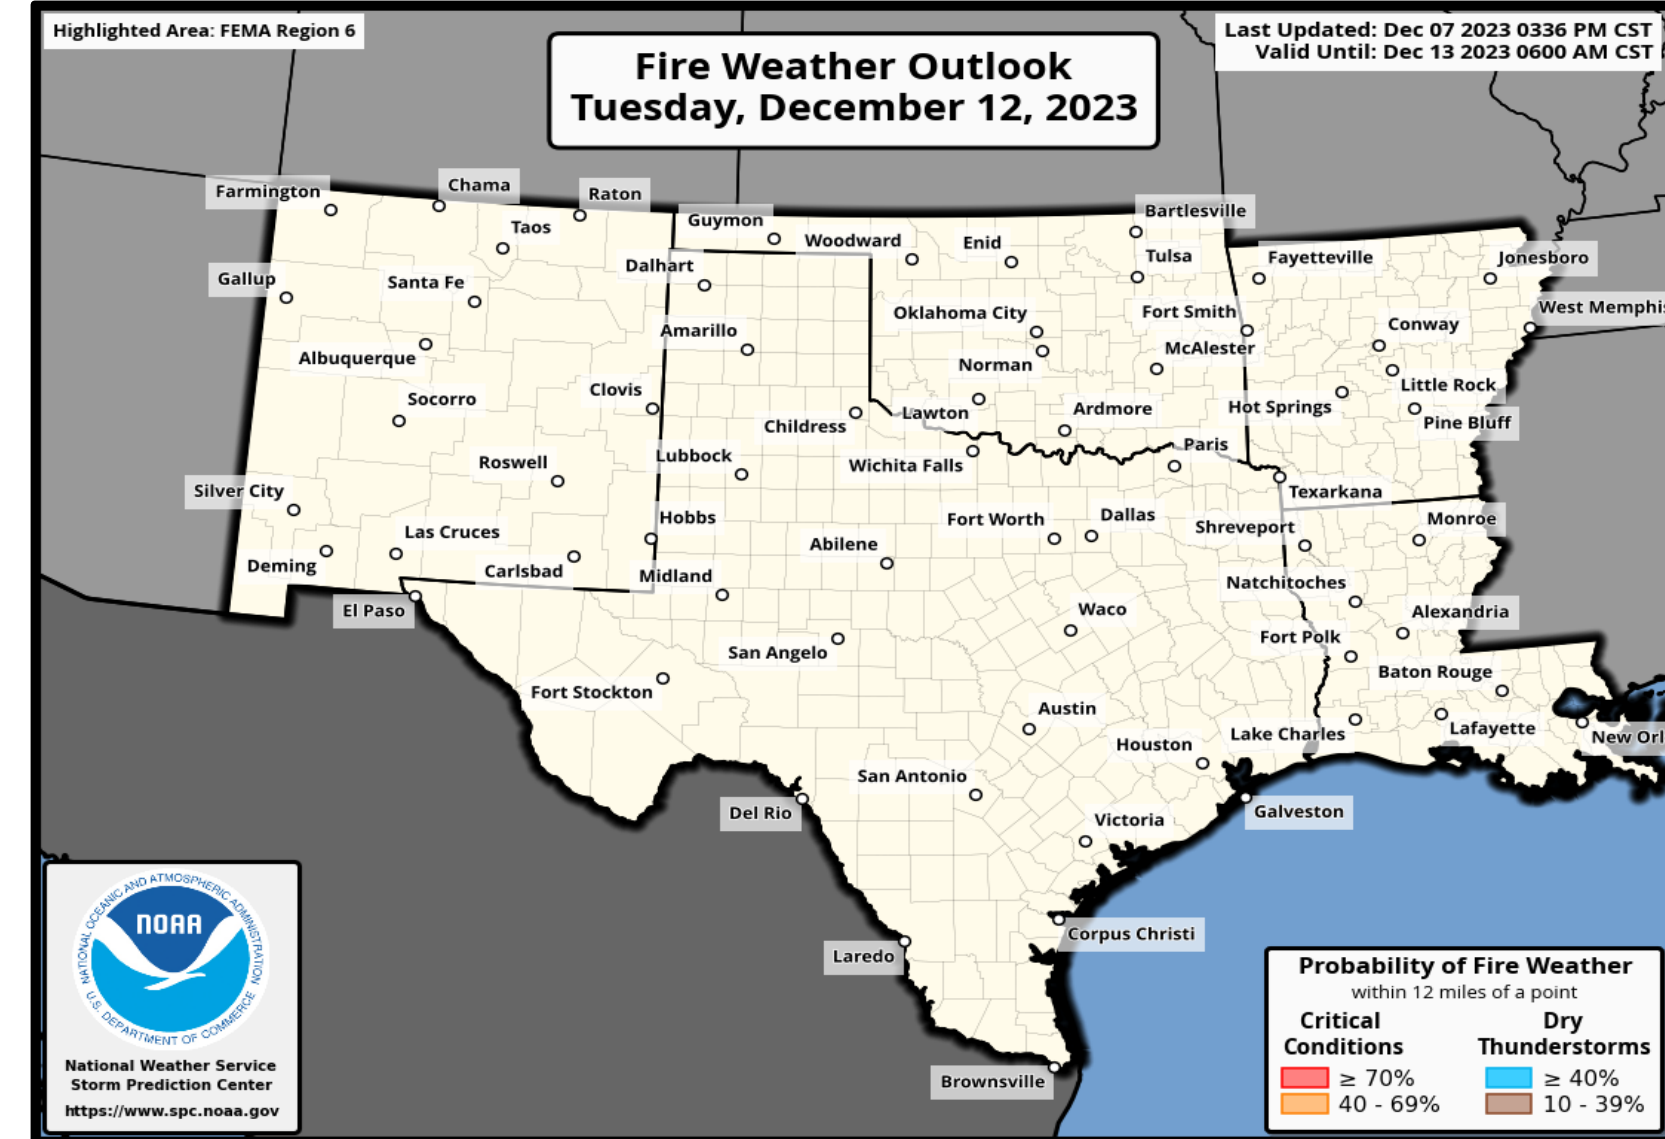 Highlighted Area: FEMA Region 6
Last Updated: Dec 07 2023 0336 PM CST
Valid Until: Dec 13 2023 0600 AM CST
Fire Weather Outlook
Tuesday, December 12, 2023
Farmington
Chama
Raton
Taos
Guymon
Woodward
Enid
Bartlesville
Tulsa
Fayetteville
Jonesboro
Gallup
Santa Fe
Dalhart
Oklahoma City
Fort Smith
West Memphis
Albuquerque
Amarillo
Norman
McAlester
Conway
Socorro
Clovis
Childress
Lawton
Ardmore
Hot Springs
Little Rock
Pine Bluff
Roswell
Lubbock
Wichita Falls
Paris
Silver City
Texarkana
Las Cruces
Hobbs
Fort Worth
Dallas
Shreveport
Monroe
Deming
Carlsbad
Midland
Abilene
Natchitoches
El Paso
Waco
Alexandria
San Angelo
Fort Polk
Fort Stockton
Baton Rouge
Austin
Houston
Lake Charles
Lafayette
New Orl
San Antonio
Del Rio
Victoria
Galveston
Laredo
Corpus Christi
Brownsville
NATIONAL OCEANIC AND ATMOSPHERIC ADMINISTRATION
NOAA
U.S. DEPARTMENT OF COMMERCE
National Weather Service
Storm Prediction Center
https://www.spc.noaa.gov
Probability of Fire Weather
within 12 miles of a point
Critical Dry
Conditions Thunderstorms
≥ 70% ≥ 40%
40 - 69% 10 - 39%